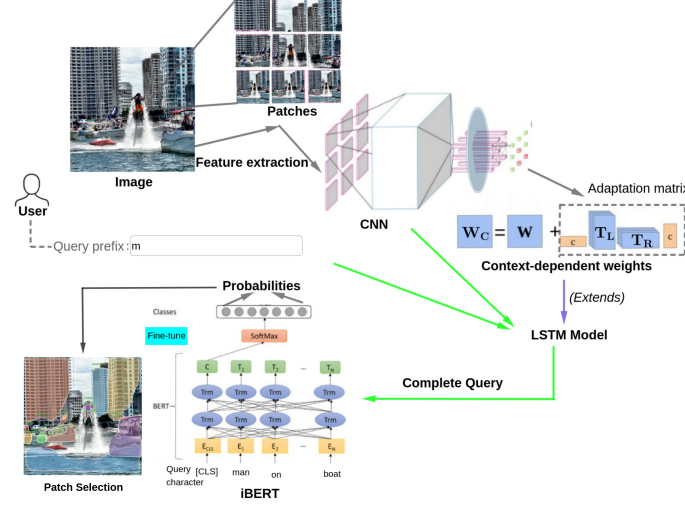 Patches
Feature extraction
Image
User
Query prefix : m
CNN
Adaptation matrix
W_C = W + c T_L T_R c
Context-dependent weights
(Extends)
LSTM Model
Probabilities
Classes
Fine-tune
SoftMax
C T_1 T_2 ... T_N
BERT
Trm Trm Trm Trm
Trm Trm Trm Trm
E_CLS E_1 E_2 ... E_N
Query character [CLS] man on boat
iBERT
Complete Query
Patch Selection